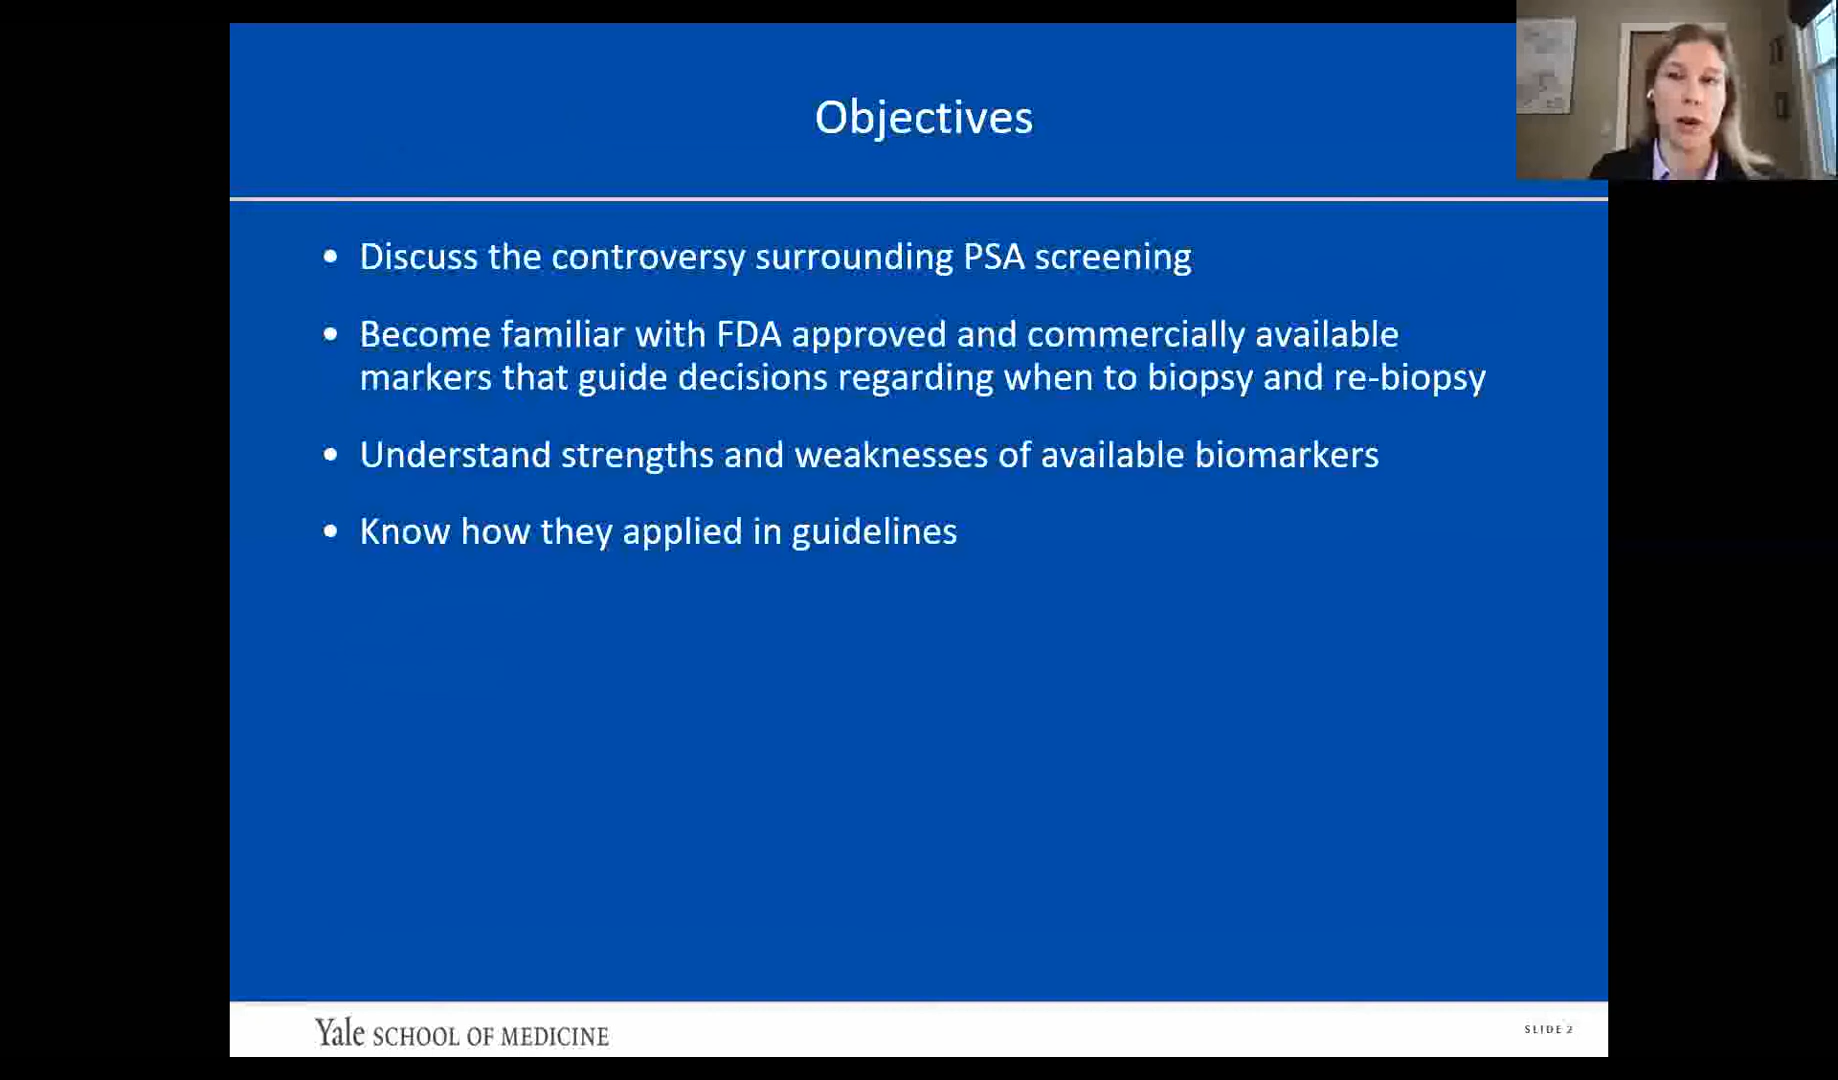 Objectives
• Discuss the controversy surrounding PSA screening
• Become familiar with FDA approved and commercially available
markers that guide decisions regarding when to biopsy and re-biopsy
• Understand strengths and weaknesses of available biomarkers
• Know how they applied in guidelines
Yale SCHOOL OF MEDICINE
SLIDE 2